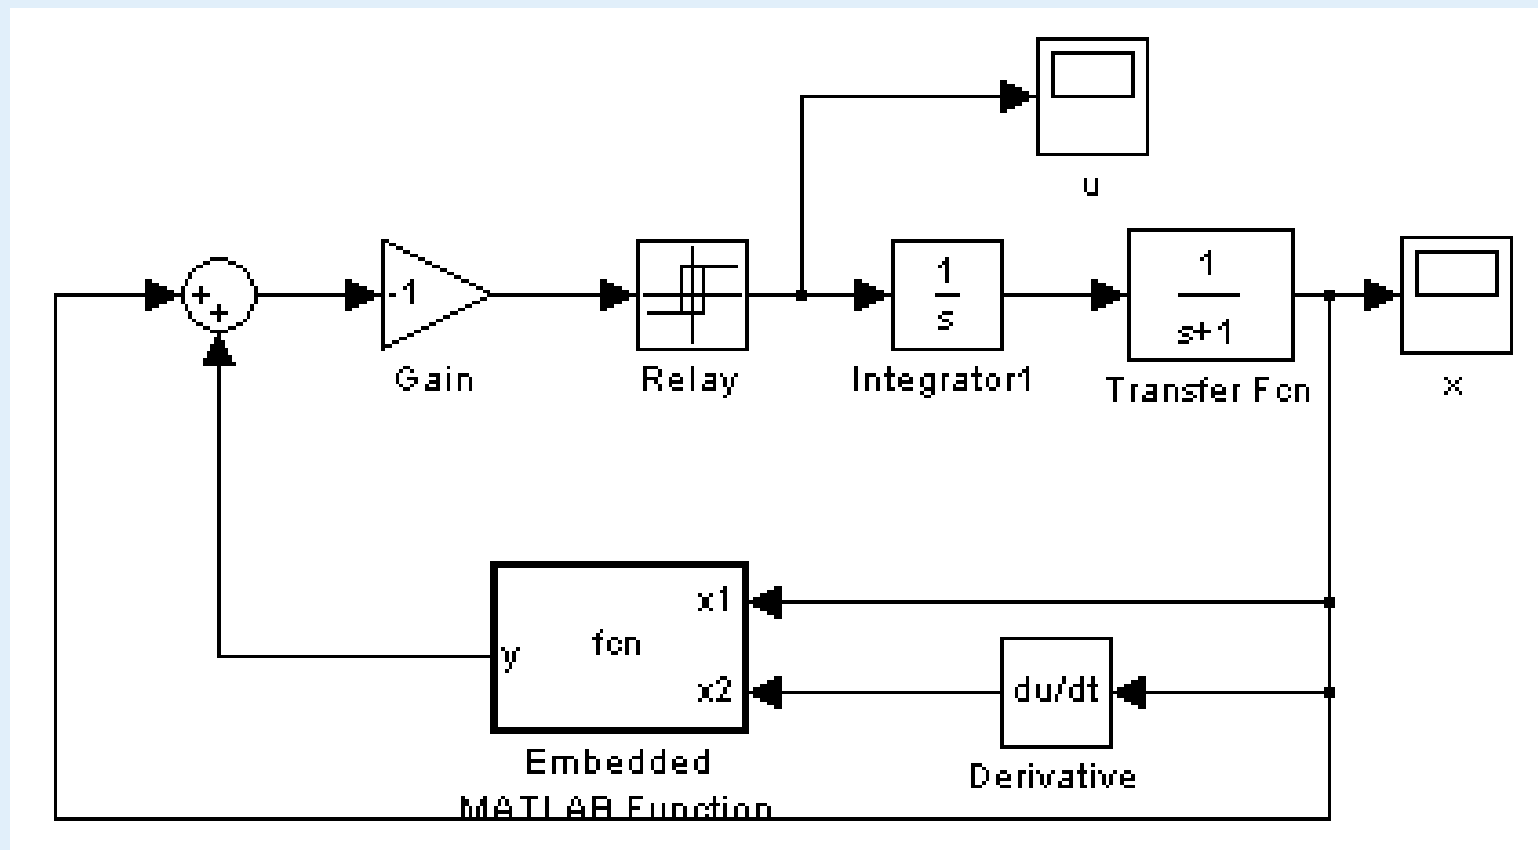 u
+
+
-1
Gain
Relay
1
s
Integrator1
1
s+1
Transfer Fcn
x
x1
fcn
y
x2
du/dt
Embedded
MATLAB Function
Derivative